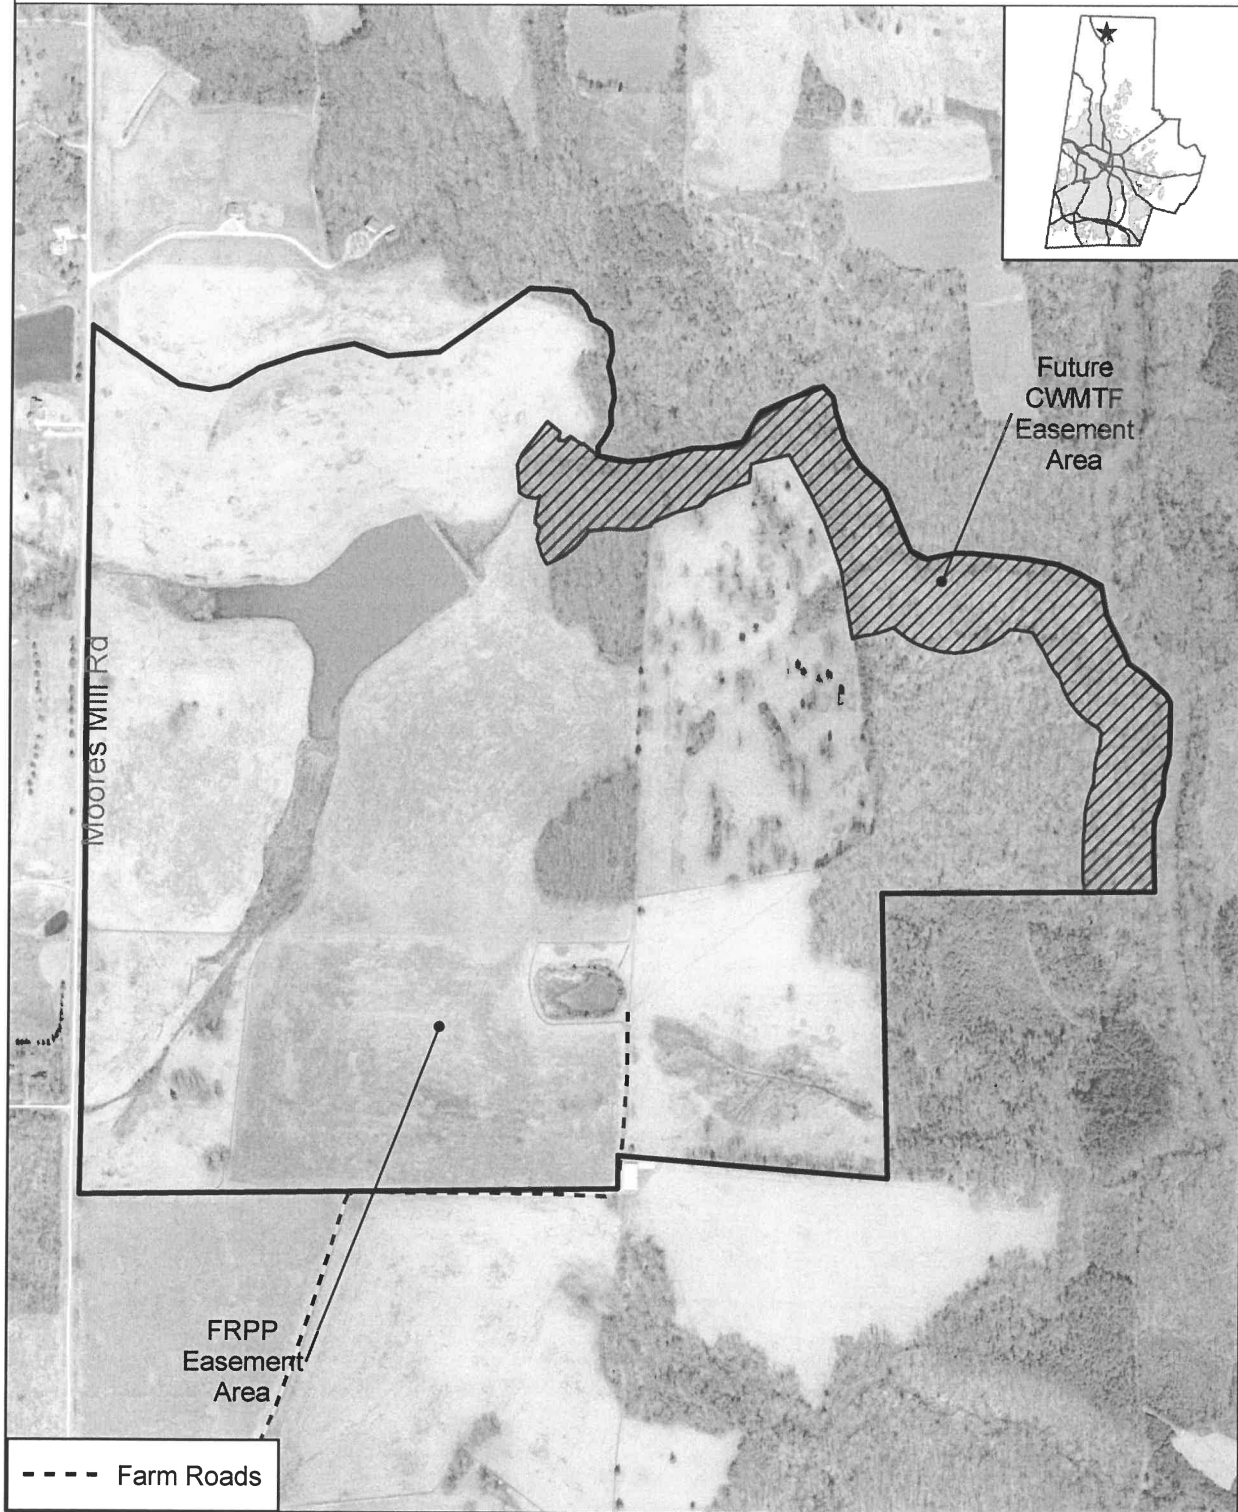 Future
CWMTF
Easement
Area
Moores Mill Rd
FRPP
Easement
Area
Farm Roads